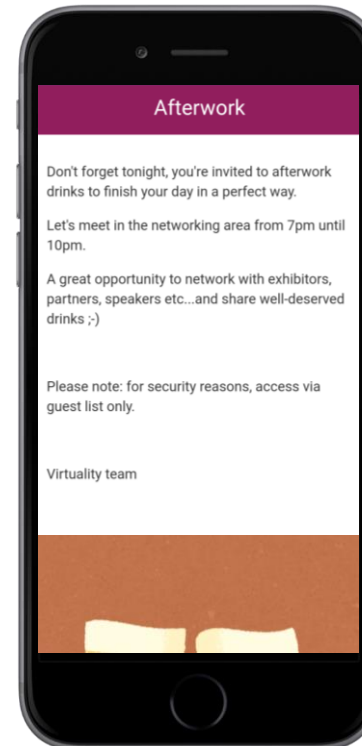 Afterwork
Don't forget tonight, you're invited to afterwork
drinks to finish your day in a perfect way.
Let's meet in the networking area from 7pm until
10pm.
A great opportunity to network with exhibitors,
partners, speakers etc...and share well-deserved
drinks ;-)
Please note: for security reasons, access via
guest list only.
Virtuality team